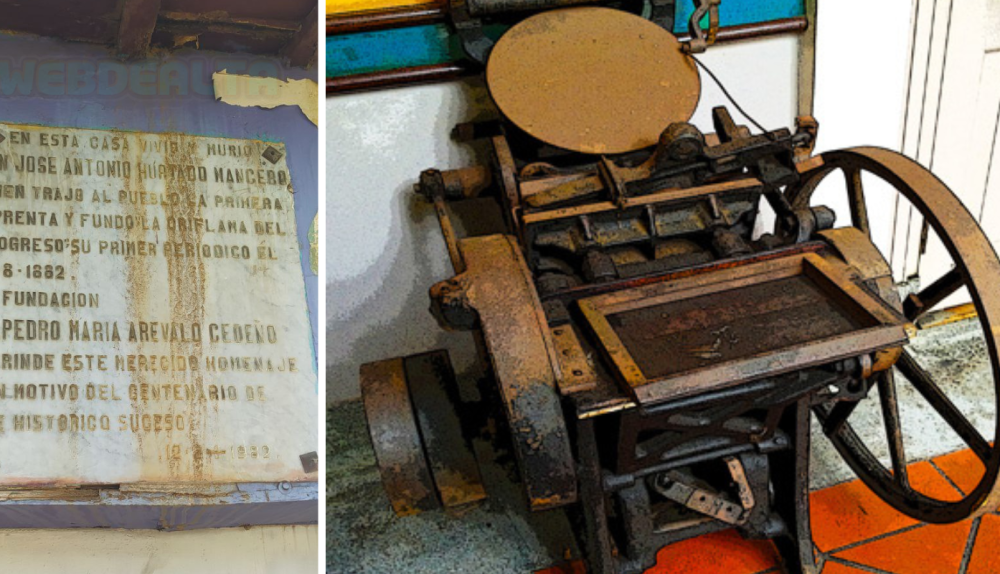 WEBDEALTA
EN ESTA CASA VIVIO Y MURIO
N JOSE ANTONIO HURTADO MANCERO
IEN TRAJO AL PUEBLO LA PRIMERA
PRENTA Y FUNDO LA ORIFLAMA DEL
OGRESO SU PRIMER PERIODICO EL
8-1882.
FUNDACION
PEDRO MARIA AREVALO CEDEÑO
RINDE ESTE MERECIDO HOMENAJE
N MOTIVO DEL CENTENARIO DE
E HISTORICO SUCESO